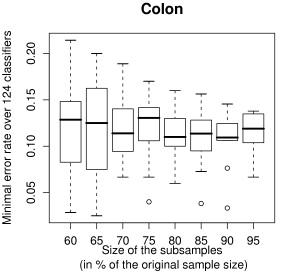 Colon
Minimal error rate over 124 classifiers
0.20
0.15
0.10
0.05
60 65 70 75 80 85 90 95
Size of the subsamples
(in % of the original sample size)